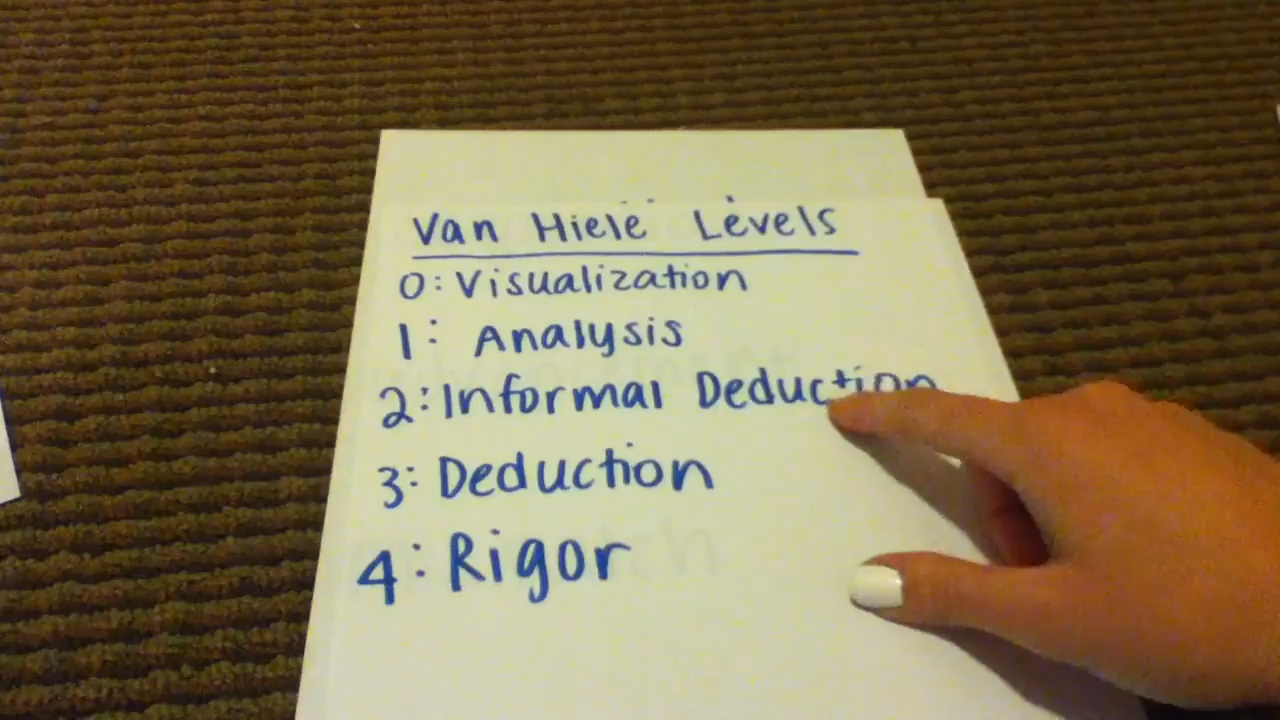 Van Hiele Levels
0: Visualization
1: Analysis
2: Informal Deduction
3: Deduction
4: Rigor